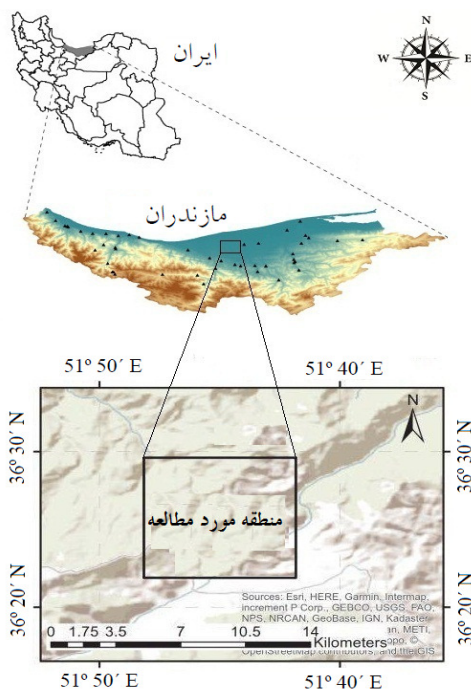 ایران
N
W E
S
مازندران
51º 50´ E 51º 40´ E
36º 30´ N 36º 30´ N
N
منطقه مورد مطالعه
Sources: Esri, HERE, Garmin, Intermap,
increment P Corp., GEBCO, USGS, FAO,
NPS, NRCAN, GeoBase, IGN, Kadaster
METI,
OpenStreetMap contributors, and the GIS
36º 20´ N 36º 20´ N
0 1.75 3.5 7 10.5 14
Kilometers
51º 50´ E 51º 40´ E